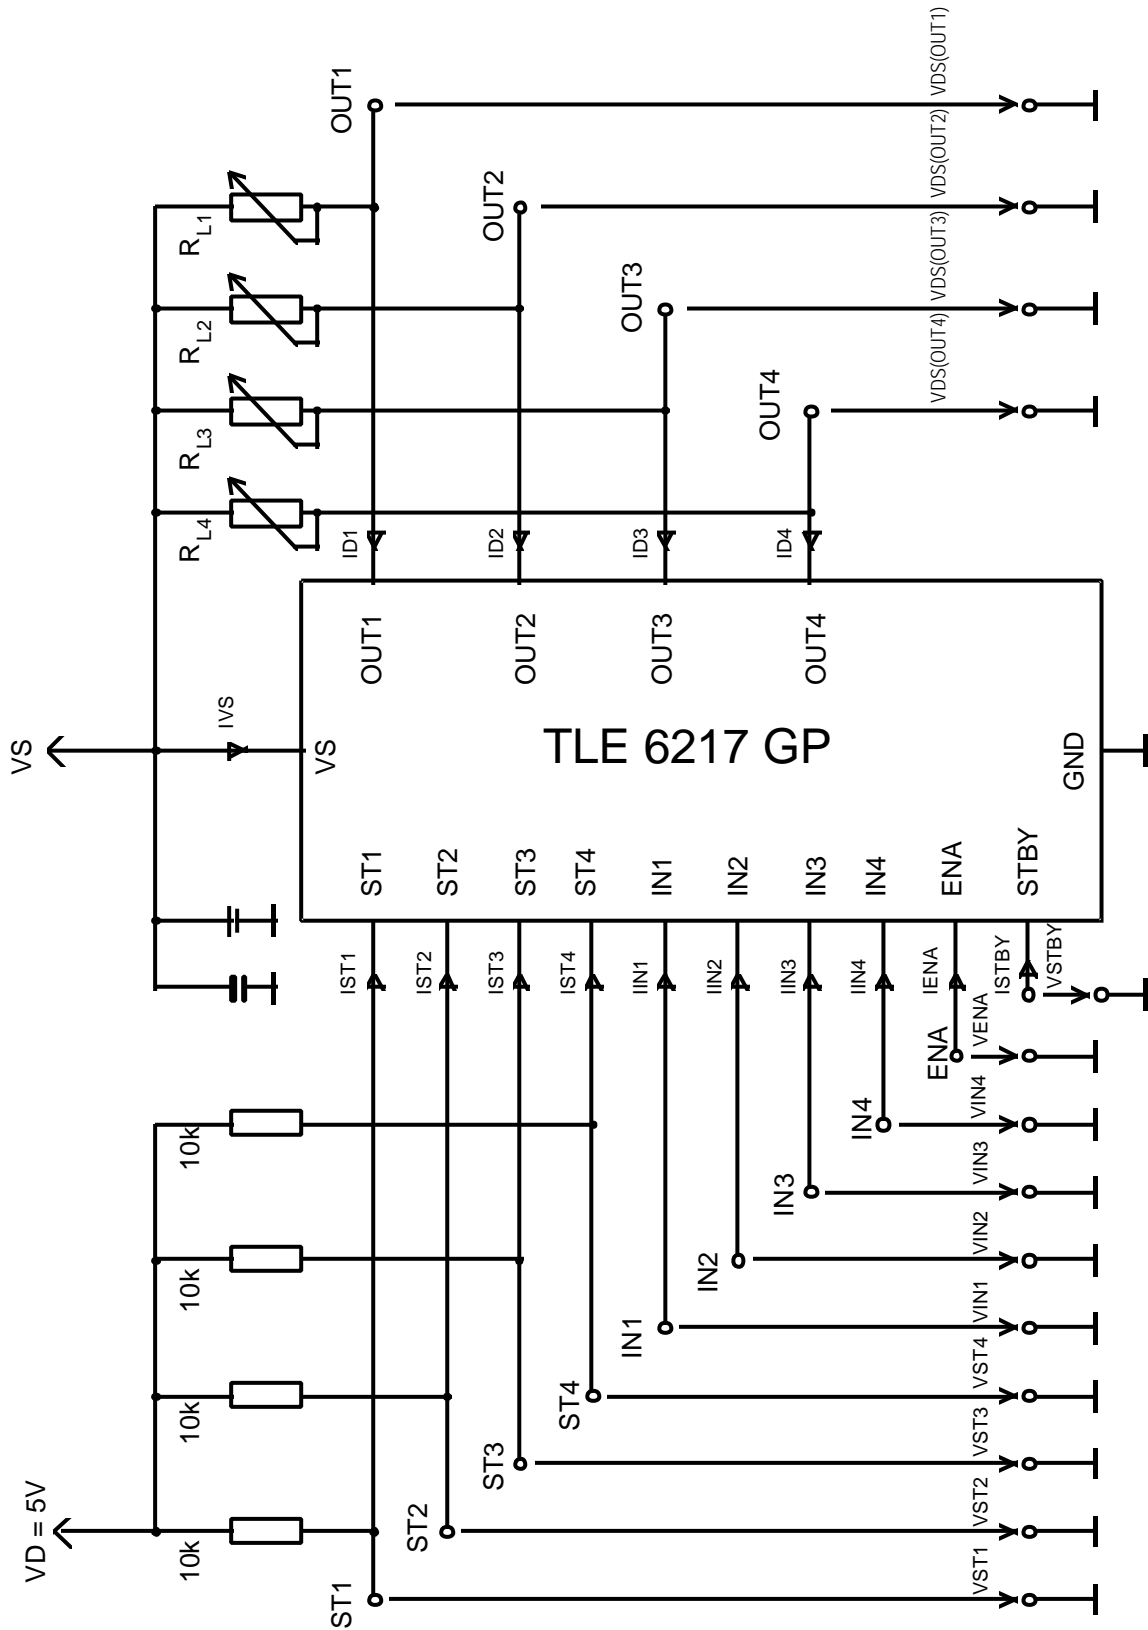 VD = 5V
VS
10k
10k
10k
10k
IVS
RL4
RL3
RL2
RL1
ST1
ST2
ST3
ST4
IN1
IN2
IN3
IN4
ENA
IST1
IST2
IST3
IST4
IIN1
IIN2
IIN3
IIN4
IENA
ISTBY
ST1
ST2
ST3
ST4
IN1
IN2
IN3
IN4
ENA
STBY
VS
TLE 6217 GP
GND
OUT1
OUT2
OUT3
OUT4
ID1
ID2
ID3
ID4
OUT1
OUT2
OUT3
OUT4
VST1
VST2
VST3
VST4
VIN1
VIN2
VIN3
VIN4
VENA
VSTBY
VDS(OUT4)
VDS(OUT3)
VDS(OUT2)
VDS(OUT1)